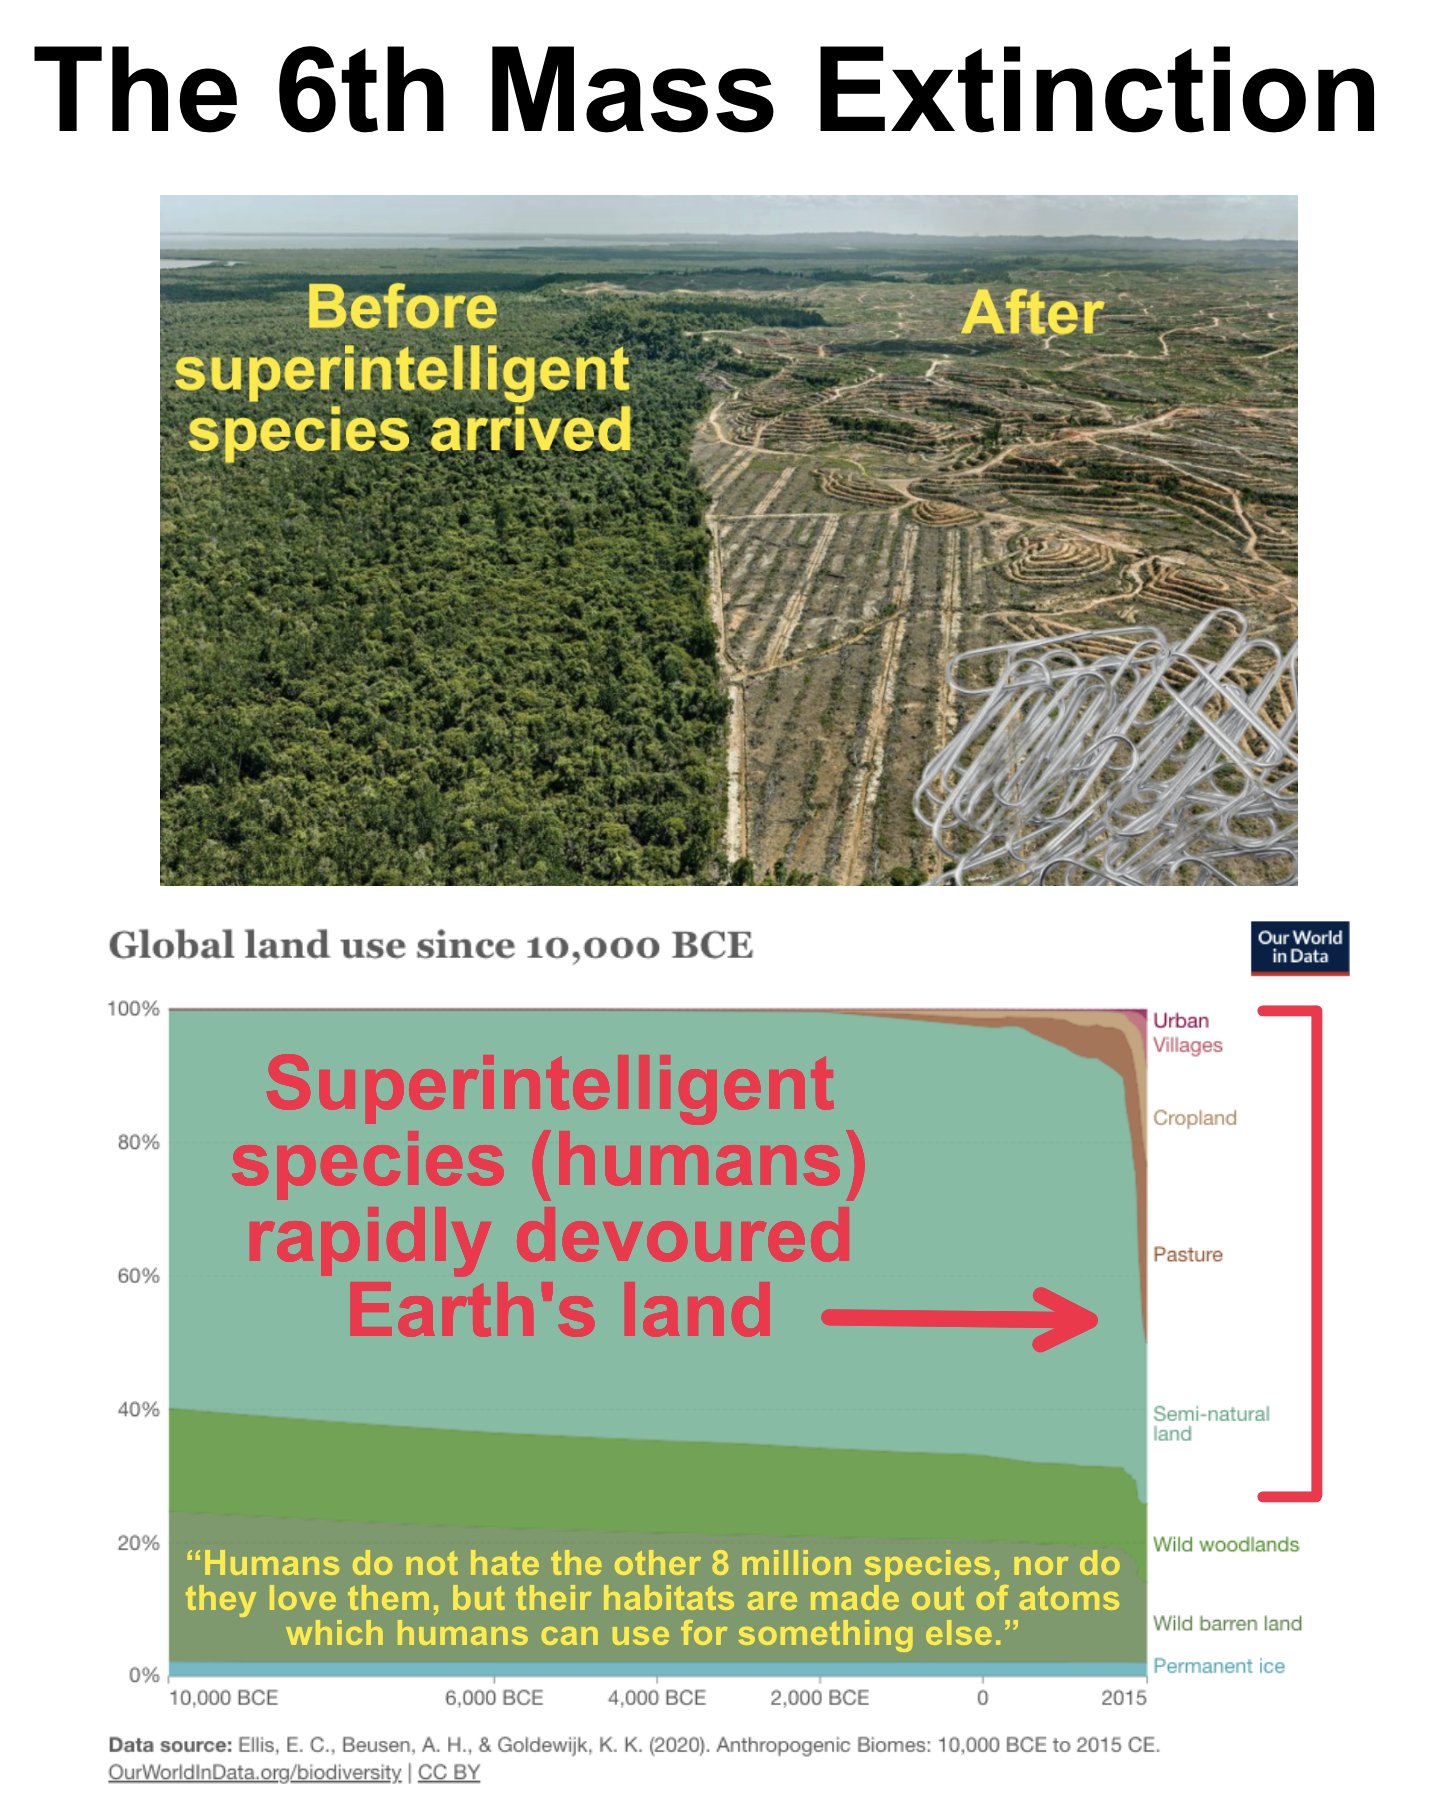 The 6th Mass Extinction
Before
superintelligent
species arrived
After
Global land use since 10,000 BCE
Our World
in Data
100%
80%
60%
40%
20%
0%
Superintelligent
species (humans)
rapidly devoured
Earth's land
Urban
Villages
Cropland
Pasture
Semi-natural
land
Wild woodlands
Wild barren land
Permanent ice
“Humans do not hate the other 8 million species, nor do
they love them, but their habitats are made out of atoms
which humans can use for something else.”
10,000 BCE
6,000 BCE
4,000 BCE
2,000 BCE
0
2015
Data source: Ellis, E. C., Beusen, A. H., & Goldewijk, K. K. (2020). Anthropogenic Biomes: 10,000 BCE to 2015 CE.
OurWorldInData.org/biodiversity | CC BY